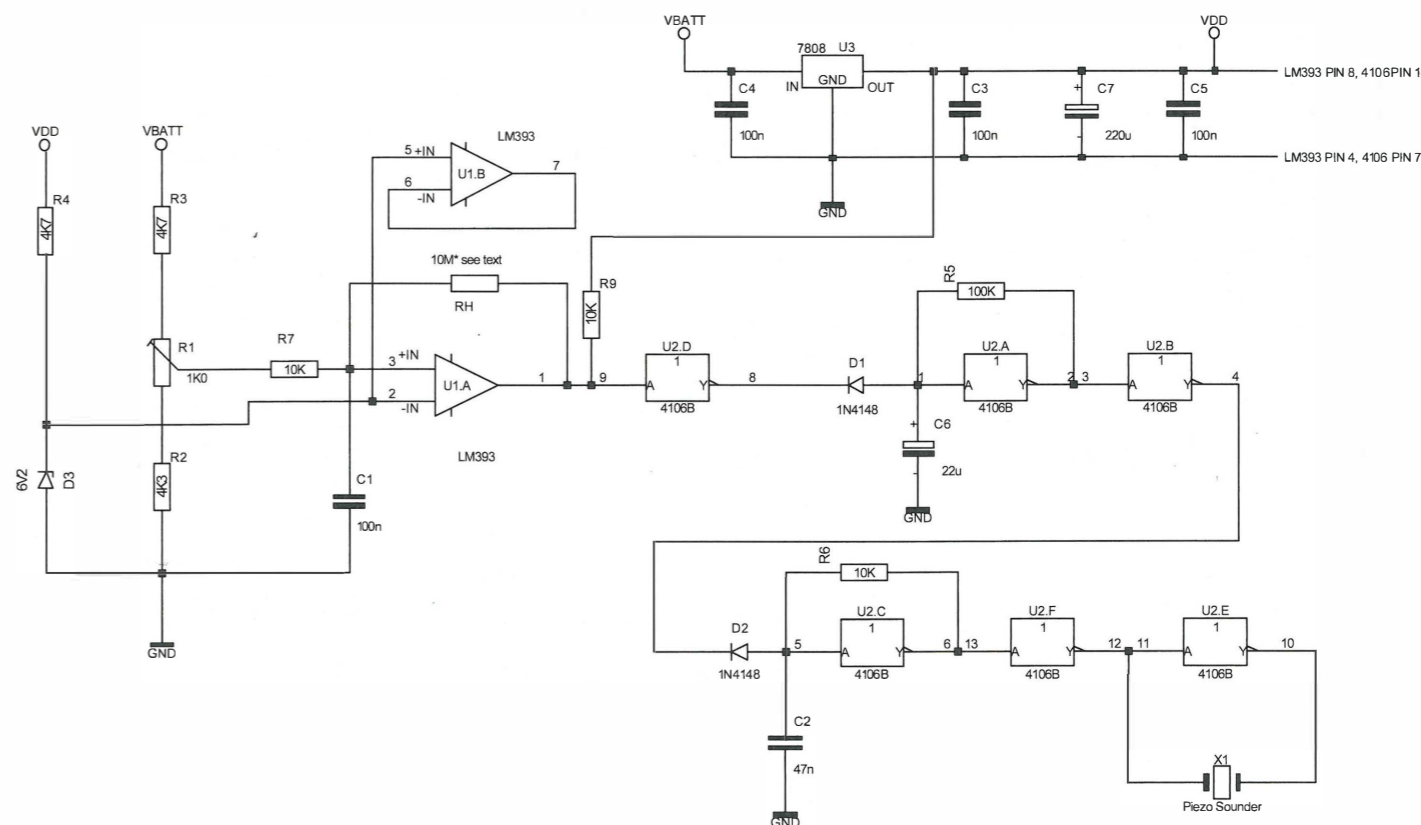 VBATT
VDD
7808 U3
LM393 PIN 8, 4106PIN 1
IN GND OUT
C4
100n
C3
100n
C7
+
-
220u
C5
100n
LM393 PIN 4, 4106 PIN 7
GND
VDD
VBATT
LM393
5 +IN
6 -IN
U1.B
7
R4
4K7
R3
4K7
10M* see text
RH
R9
10K
R5
100K
R1
1K0
R7
10K
3 +IN
2 -IN
U1.A
1
LM393
9
U2.D
1
A Y
4106B
8
D1
1N4148
1
U2.A
1
A Y
4106B
2
3
U2.B
1
A Y
4106B
4
+
C6
-
22u
GND
6V2
D3
R2
4K3
C1
100n
GND
R6
10K
D2
1N4148
5
U2.C
1
A Y
4106B
6
13
U2.F
1
A Y
4106B
12
11
U2.E
1
A Y
4106B
10
C2
47n
GND
X1
Piezo Sounder